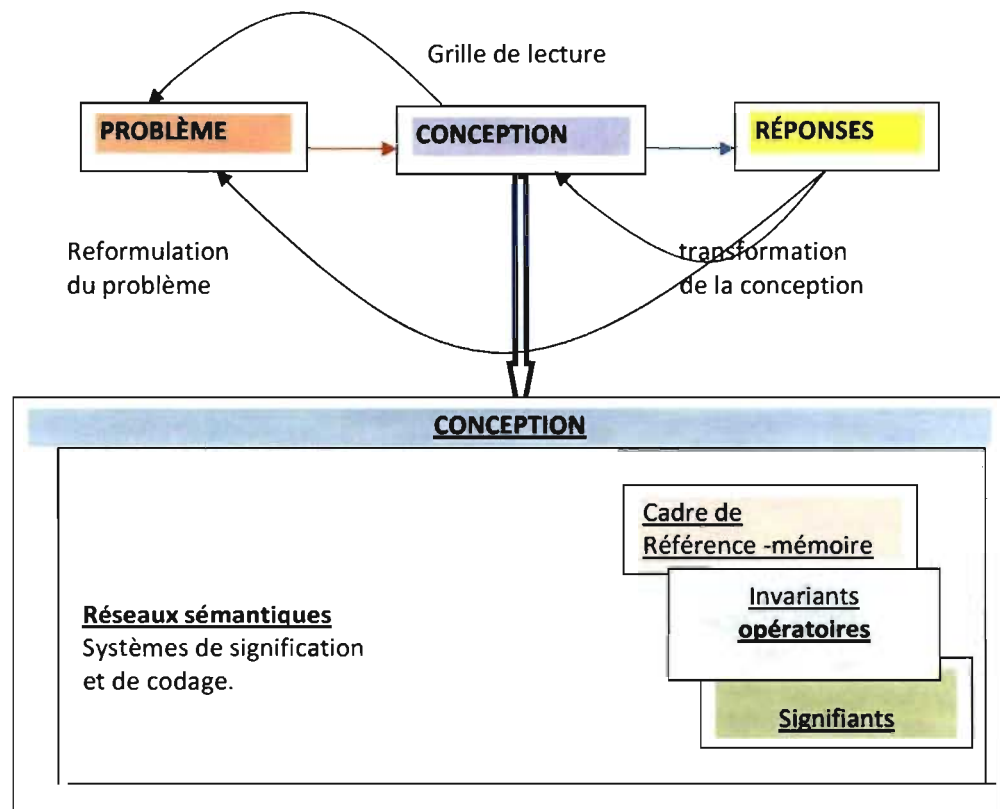 Grille de lecture
PROBLÈME
CONCEPTION
RÉPONSES
Reformulation
du problème
transformation
de la conception
CONCEPTION
Cadre de
Référence -mémoire
Invariants
opératoires
Réseaux sémantiques
Systèmes de signification
et de codage.
Signifiants